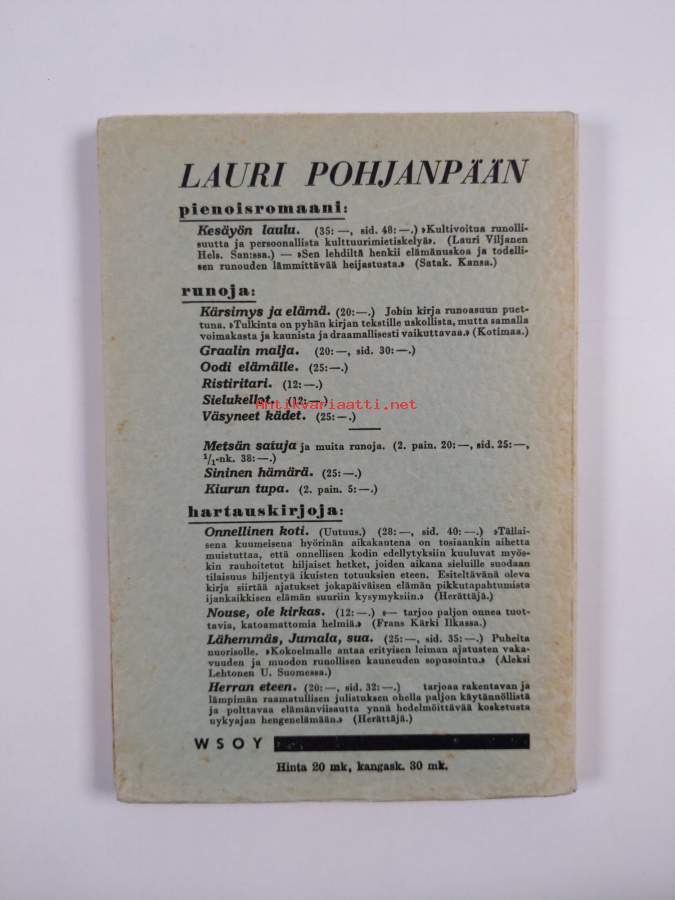 LAURI POHJANPÄÄN
pienoisromaani:
Kesäyön laulu. (35: —, sid. 48: —.) »Kultivoitua runolli-
suutta ja persoonallista kulttuurimietiskelyä». (Lauri Viljanen
Hels. San:ssa.) — »Sen lehdiltä henkii elämänuskoa ja todelli-
sen runouden lämmittävää heijastusta.» (Satak. Kansa.)
runoja:
Kärsimys ja elämä. (20: —.) Jobin kirja runoasuun puet-
tuna. »Tulkinta on pyhän kirjan tekstille uskollista, mutta samalla
voimakasta ja kaunista ja draamallisesti vaikuttavaa.» (Kotimaa.)
Graalin malja. (20: —, sid. 30: —.)
Oodi elämälle. (25: —.)
Ristiritari. (12: —.)
Sielukellot. (12: —.)
Antikvariaatti.net
Väsyneet kädet. (25: —.)
Metsän satuja ja muita runoja. (2. pain. 20: —, sid. 25: —,
1/1-nk. 38: —.)
Sininen hämärä. (25: —.)
Kiurun tupa. (2. pain. 5: —.)
hartauskirjoja:
Onnellinen koti. (Uutuus.) (28: —, sid. 40: —.) »Tällai-
sena kuumeisena hyörinän aikakautena on tosiaankin aihetta
muistuttaa, että onnellisen kodin edellytyksiin kuuluvat myös-
kin rauhoitetut hiljaiset hetket, joiden aikana sieluille suodaan
tilaisuus hiljentyä ikuisten totuuksien eteen. Esiteltävänä oleva
kirja siirtää ajatukset jokapäiväisen elämän pikkutapahtumista
ijankaikkisen elämän suuriin kysymyksiin.» (Herättäjä.)
Nouse, ole kirkas. (12: —.) »— tarjoo paljon onnea tuot-
tavia, katoamattomia helmiä.» (Frans Kärki Ilkassa.)
Lähemmäs, Jumala, sua. (25: —, sid. 35: —.) Puheita
nuorisolle. »Kokoelmalle antaa erityisen leiman ajatusten vaka-
vuuden ja muodon runollisen kauneuden sopusointu.» (Aleksi
Lehtonen U. Suomessa.)
Herran eteen. (20: —, sid. 32: —.) tarjoaa rakentavan ja
lämpimän raamatullisen julistuksen ohella paljon käytännöllistä
ja polttavaa elämänviisautta ynnä hedelmöittävää kosketusta
nykyajan hengenelämään.» (Herättäjä.)
WSOY
Hinta 20 mk, kangask. 30 mk.